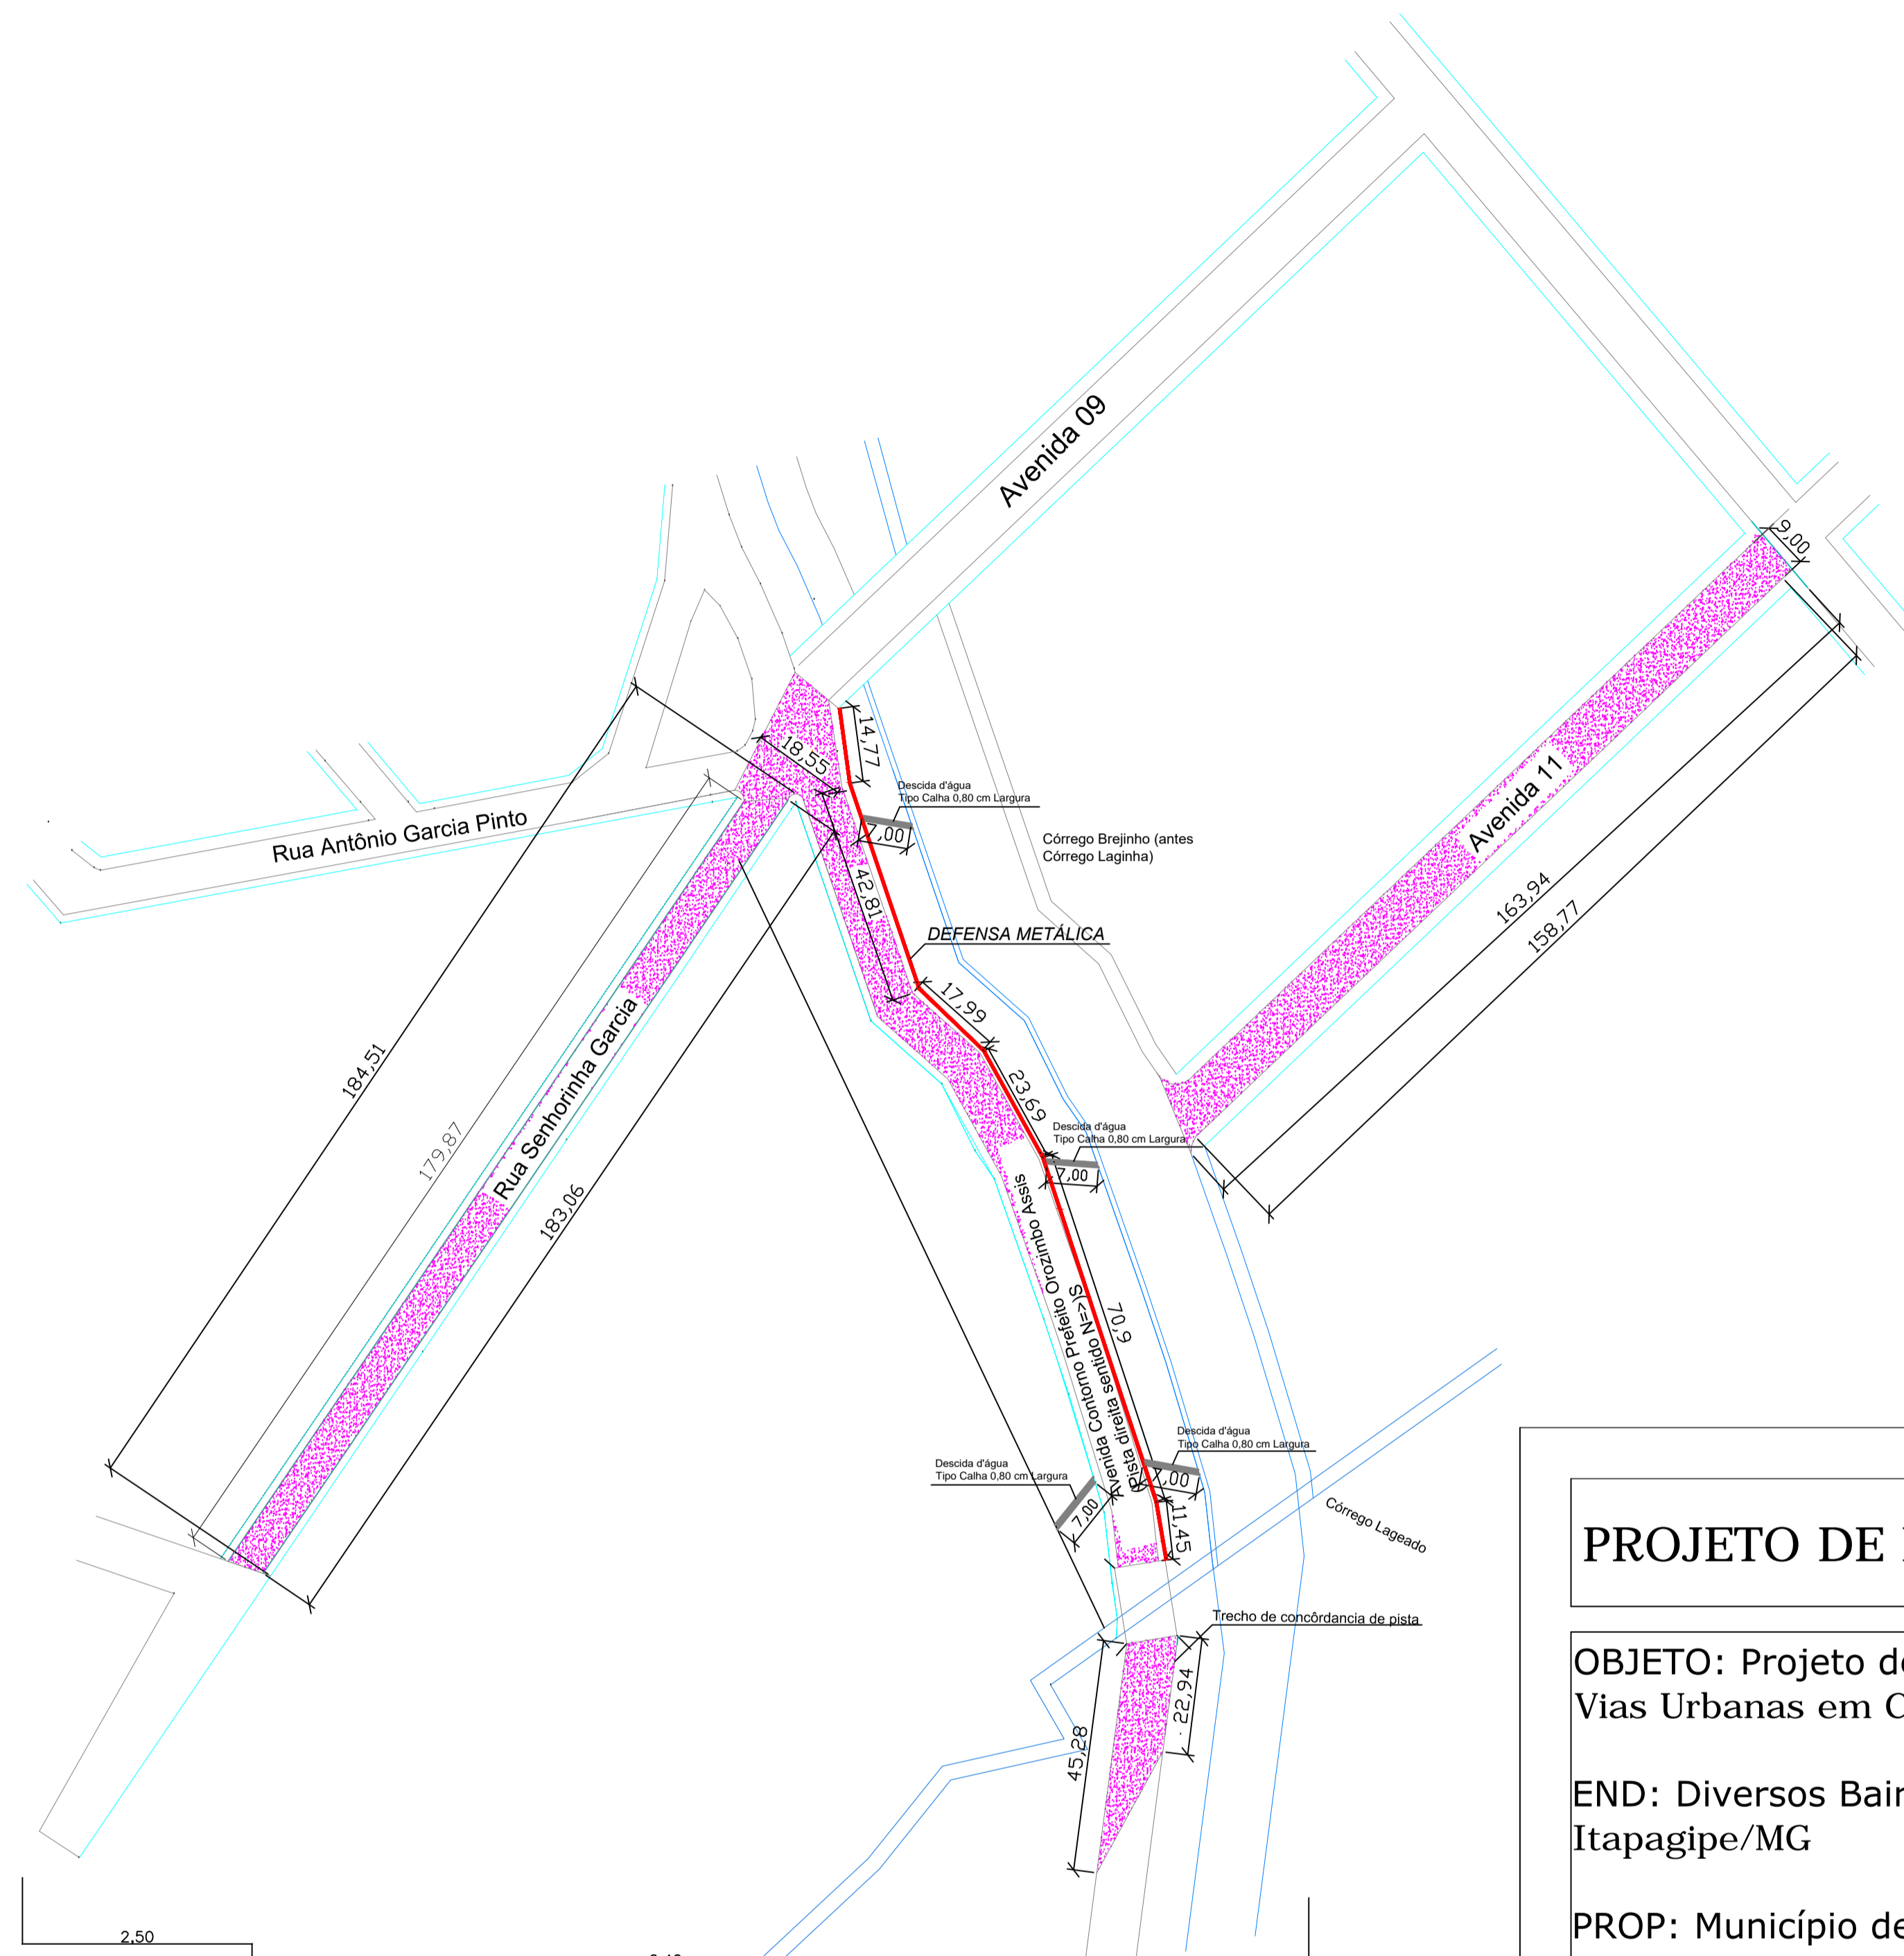 Avenida 09
9,00
14,77
18,55
Descida d'água
Tipo Calha 0,80 cm Largura
7,00
Avenida 11
Rua Antônio Garcia Pinto
Córrego Brejinho (antes
Córrego Laginha)
42,81
DEFENSA METÁLICA
163,94
158,77
17,99
184,51
Rua Senhorinha Garcia
23,69
179,87
Descida d'água
Tipo Calha 0,80 cm Largura
7,00
183,06
Avenida Contorno Prefeito Orozimbo Assis
(Pista direita sentido N=>S)
70,9
Descida d'água
Tipo Calha 0,80 cm Largura
7,00
Descida d'água
Tipo Calha 0,80 cm Largura
7,00
11,45
Córrego Lageado
PROJETO DE
Trecho de concôrdancia de pista
OBJETO: Projeto de
Vias Urbanas em
22,94
45,28
END: Diversos
Itapagipe/MG
PROP: Município de
2,50